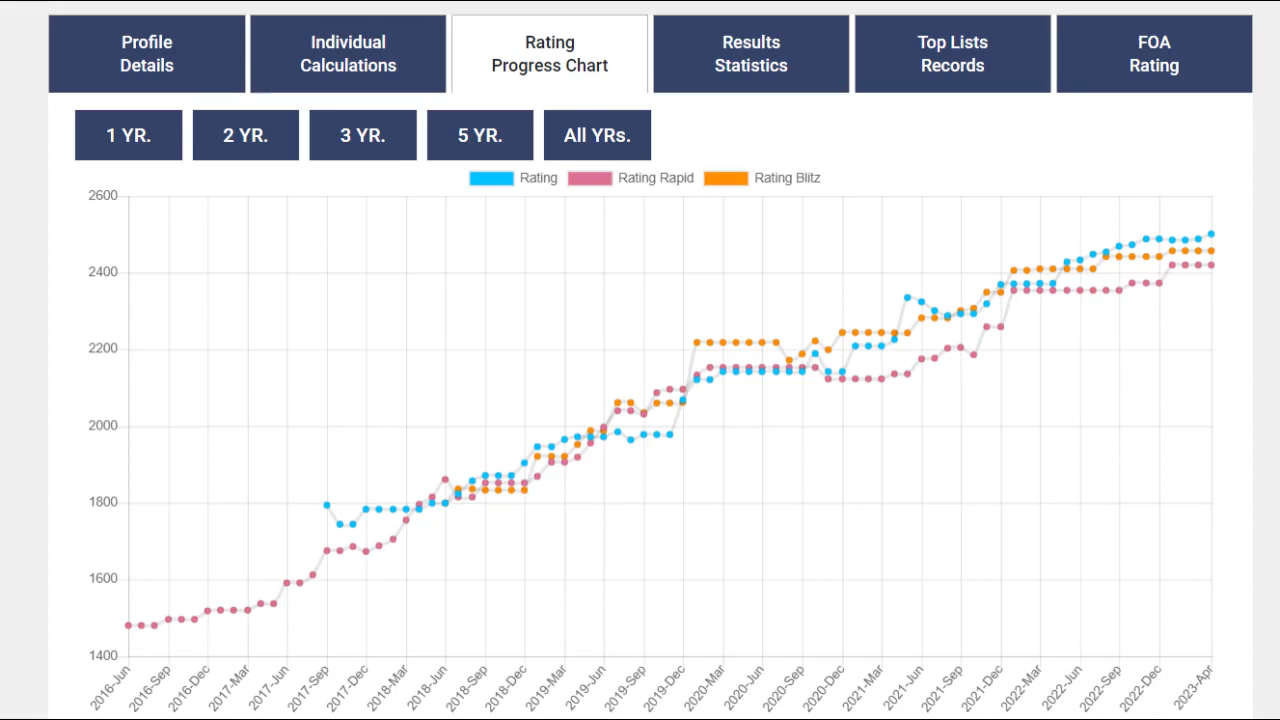 Profile
Details
Individual
Calculations
Rating
Progress Chart
Results
Statistics
Top Lists
Records
FOA
Rating
1 YR.
2 YR.
3 YR.
5 YR.
All YRs.
Rating
Rating Rapid
Rating Blitz
2600
2400
2200
2000
1800
1600
1400
2016-Jun
2016-Sep
2016-Dec
2017-Mar
2017-Jun
2017-Sep
2017-Dec
2018-Mar
2018-Jun
2018-Sep
2018-Dec
2019-Mar
2019-Jun
2019-Sep
2019-Dec
2020-Mar
2020-Jun
2020-Sep
2020-Dec
2021-Mar
2021-Jun
2021-Sep
2021-Dec
2022-Mar
2022-Jun
2022-Sep
2022-Dec
2023-Apr